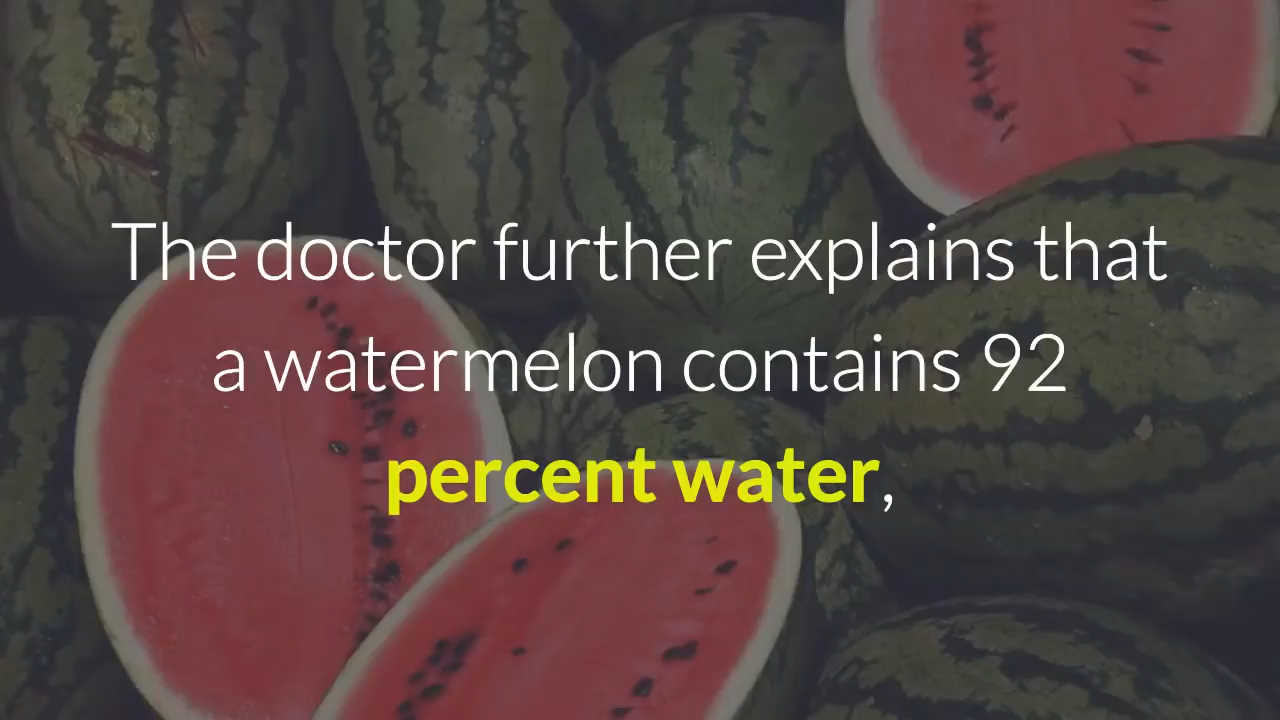 The doctor further explains that
a watermelon contains 92
percent water,